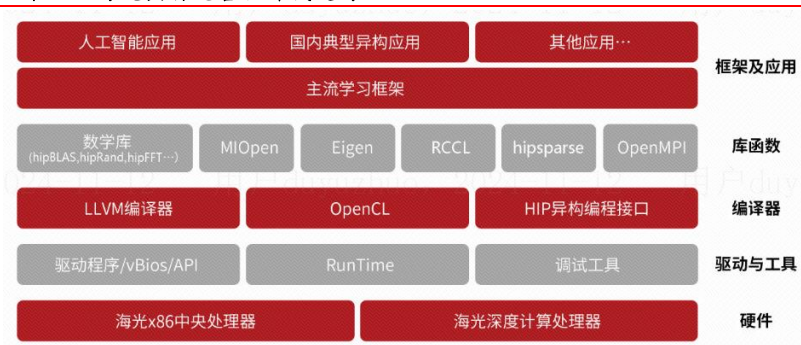 人工智能应用
国内典型异构应用
其他应用…
框架及应用
主流学习框架
数学库
(hipBLAS,hipRand,hipFFT…)
MIOpen
Eigen
RCCL
hipsparse
OpenMPI
库函数
LLVM编译器
OpenCL
HIP异构编程接口
编译器
驱动程序/vBios/API
RunTime
调试工具
驱动与工具
海光x86中央处理器
海光深度计算处理器
硬件